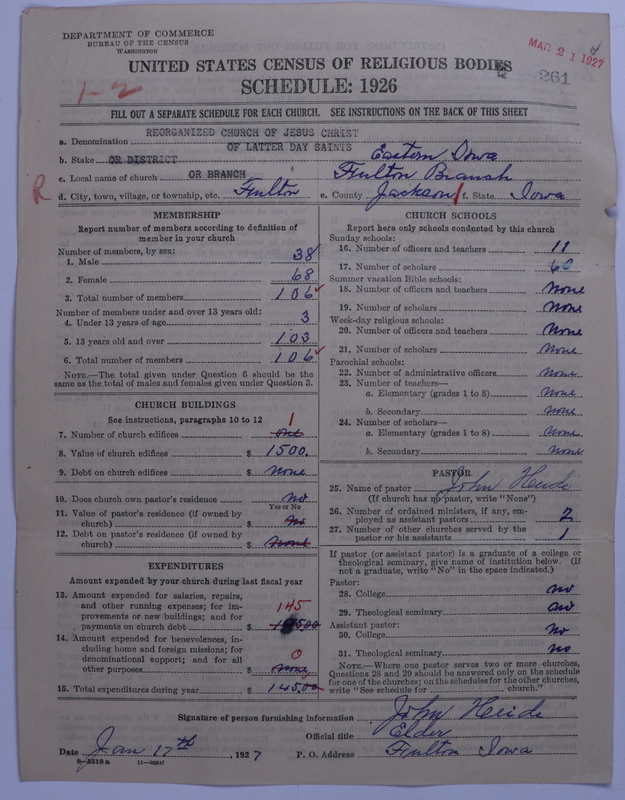 DEPARTMENT OF COMMERCE
BUREAU OF THE CENSUS
WASHINGTON
MAR 21 1927
UNITED STATES CENSUS OF RELIGIOUS BODIES
261
1-2
SCHEDULE: 1926
FILL OUT A SEPARATE SCHEDULE FOR EACH CHURCH. SEE INSTRUCTIONS ON THE BACK OF THIS SHEET
REORGANIZED CHURCH OF JESUS CHRIST
a. Denomination
OF LATTER DAY SAINTS
b. Stake OR DISTRICT Eastern Iowa
c. Local name of church OR BRANCH Fulton Branch
R d. City, town, village, or township, etc. Fulton e. County Jackson f. State Iowa
MEMBERSHIP
Report number of members according to definition of
member in your church
Number of members, by sex:
1. Male 38
2. Female 68
3. Total number of members 106
Number of members under and over 13 years old:
4. Under 13 years of age 3
5. 13 years old and over 103
6. Total number of members 106
NOTE.—The total given under Question 6 should be the
same as the total of males and females given under Question 3.
CHURCH BUILDINGS
See instructions, paragraphs 10 to 12
1
7. Number of church edifices one
8. Value of church edifices $ 1500.
9. Debt on church edifices $ None
10. Does church own pastor's residence No
Yes or No
11. Value of pastor's residence (if owned by
church) $ No
12. Debt on pastor's residence (if owned by
church) $ None
EXPENDITURES
Amount expended by your church during last fiscal year
13. Amount expended for salaries, repairs,
and other running expenses; for im-
provements or new buildings; and for
payments on church debt $
145
14. Amount expended for benevolences, in-
cluding home and foreign missions; for
denominational support; and for all
other purposes $ None
0
15. Total expenditures during year $ 145.00
CHURCH SCHOOLS
Report here only schools conducted by this church
Sunday schools:
16. Number of officers and teachers 11
17. Number of scholars 60
Summer vacation Bible schools:
18. Number of officers and teachers None
19. Number of scholars None
Week-day religious schools:
20. Number of officers and teachers None
21. Number of scholars None
Parochial schools:
22. Number of administrative officers None
23. Number of teachers—
a. Elementary (grades 1 to 8) None
b. Secondary None
24. Number of scholars—
a. Elementary (grades 1 to 8) None
b. Secondary None
PASTOR
25. Name of pastor John Heide
(If church has no pastor, write "None")
26. Number of ordained ministers, if any, em-
ployed as assistant pastors 2
27. Number of other churches served by the
pastor or his assistants 1
If pastor (or assistant pastor) is a graduate of a college or
theological seminary, give name of institution below. (If
not a graduate, write "No" in the space indicated.)
Pastor:
28. College No
29. Theological seminary No
Assistant pastor:
30. College No
31. Theological seminary No
NOTE.—Where one pastor serves two or more churches,
Questions 28 and 29 should be answered only on the schedule
for one of the churches; on the schedules for the other churches,
write "See schedule for church."
Signature of person furnishing information John Heide
Official title Elder
Date Jan 17th, 1927 P. O. Address Fulton Iowa
8-5519a 11-9034